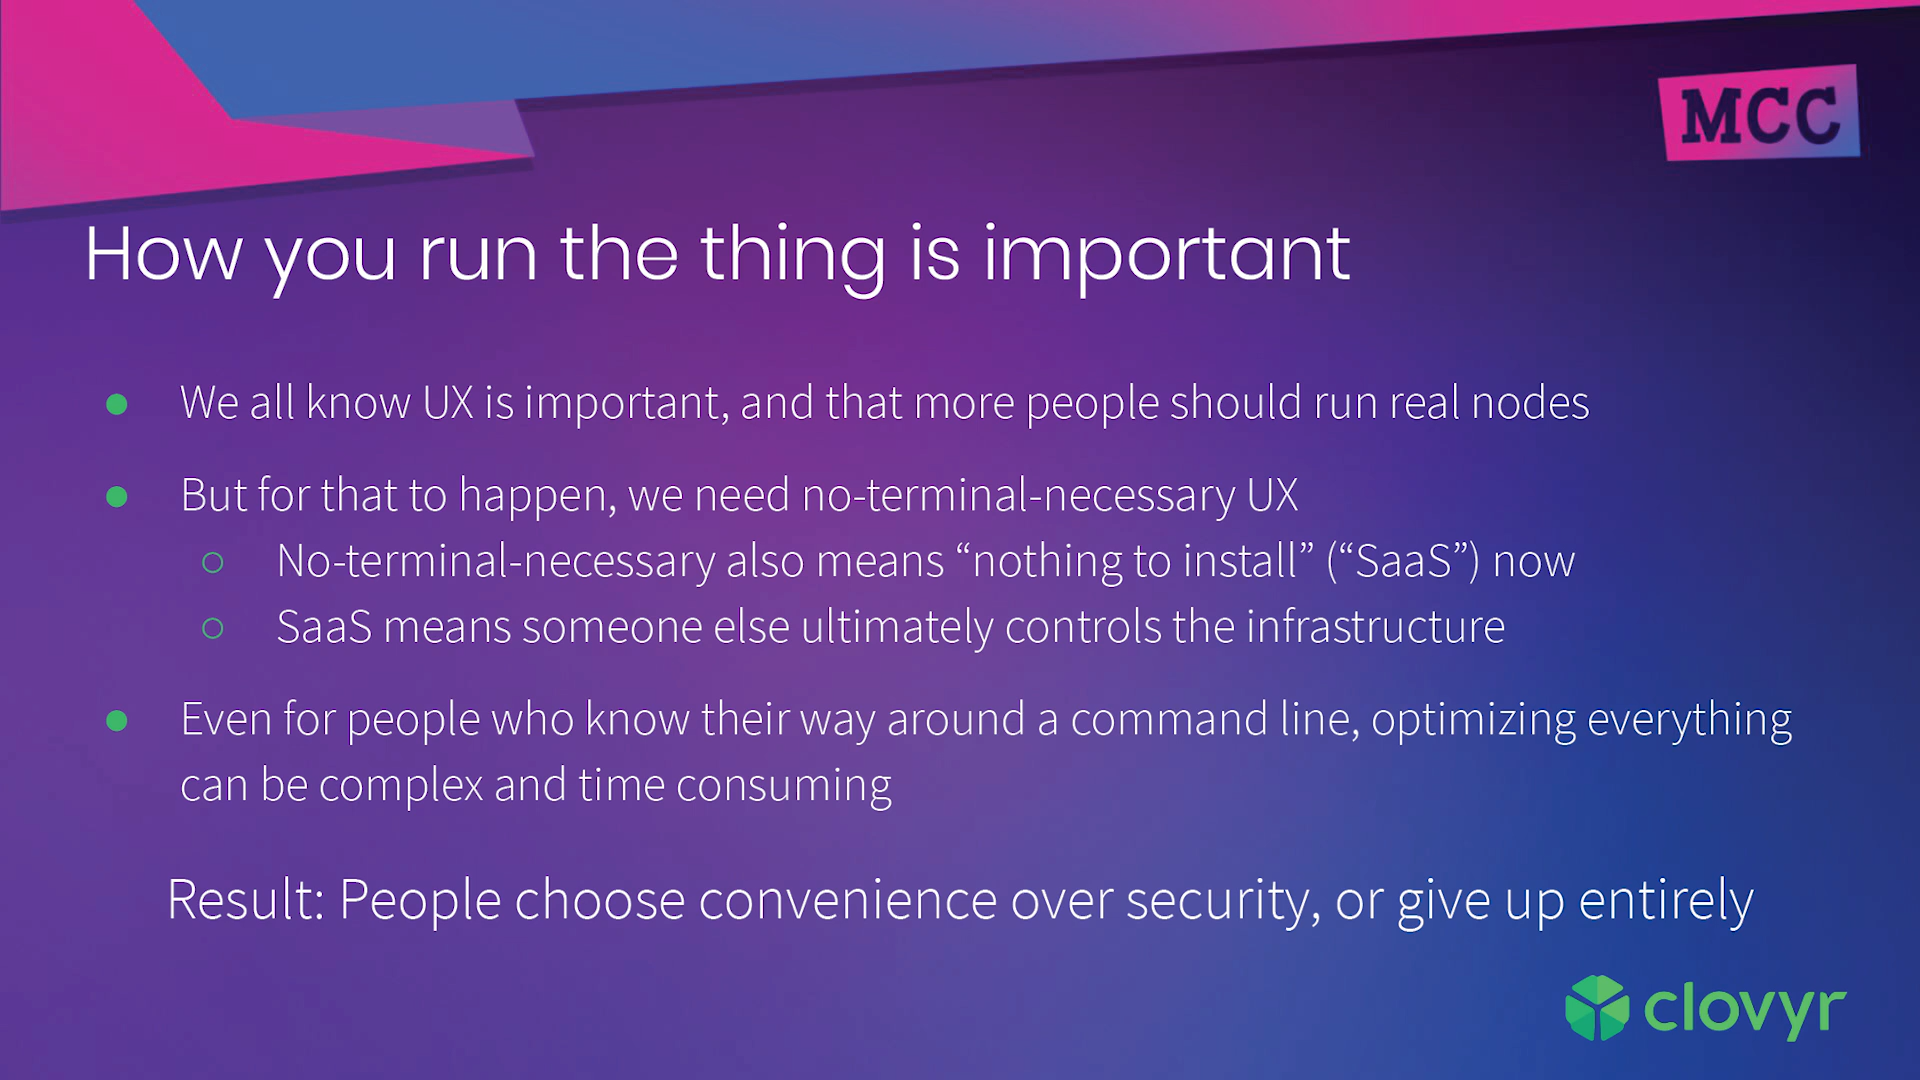 MCC
How you run the thing is important
● We all know UX is important, and that more people should run real nodes
● But for that to happen, we need no-terminal-necessary UX
○ No-terminal-necessary also means “nothing to install” (“SaaS”) now
○ SaaS means someone else ultimately controls the infrastructure
● Even for people who know their way around a command line, optimizing everything
can be complex and time consuming
Result: People choose convenience over security, or give up entirely
clovyr